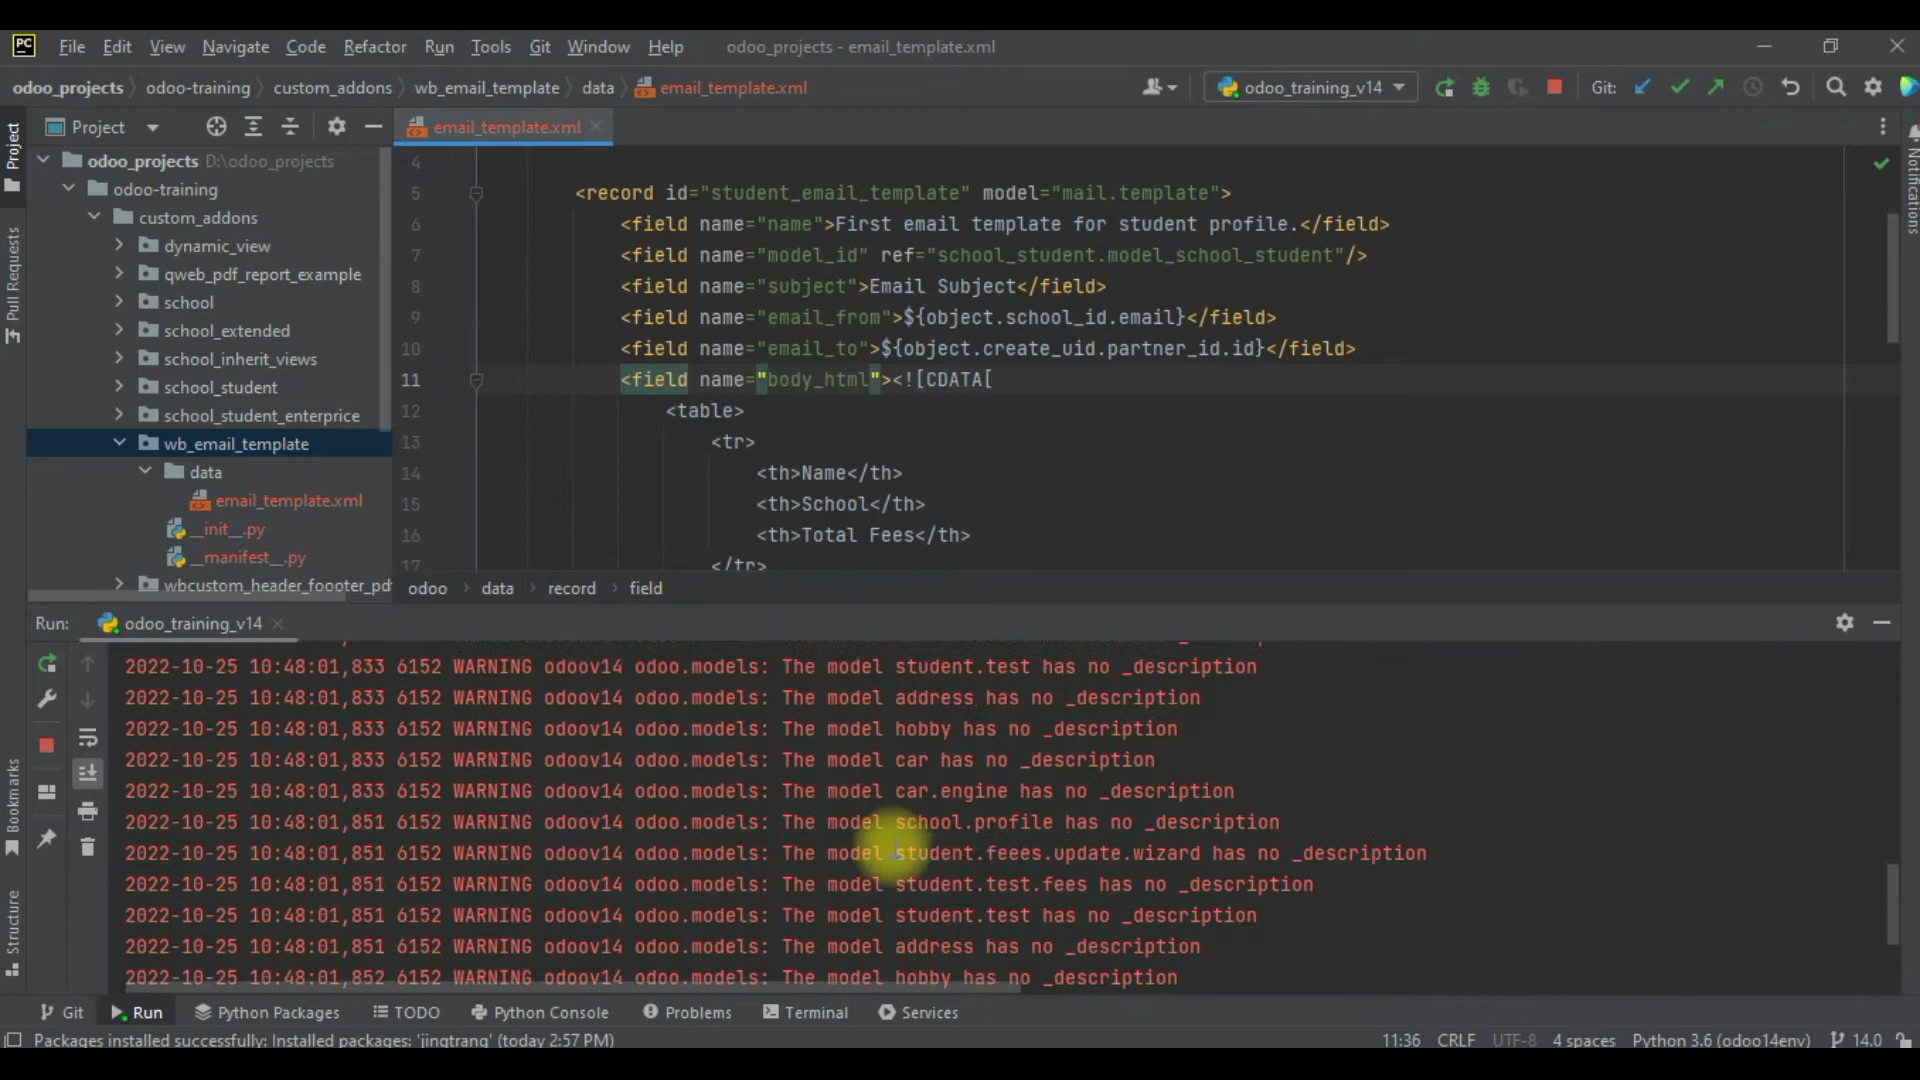 PC File Edit View Navigate Code Refactor Run Tools Git Window Help odoo_projects - email_template.xml
odoo_projects odoo-training custom_addons wb_email_template data email_template.xml odoo_training_v14 Git:
Project
email_template.xml
odoo_projects D:\odoo_projects
odoo-training
custom_addons
dynamic_view
qweb_pdf_report_example
school
school_extended
school_inherit_views
school_student
school_student_enterprice
wb_email_template
data
email_template.xml
__init__.py
__manifest__.py
wbcustom_header_foooter_pdf
4
5 <record id="student_email_template" model="mail.template">
6 <field name="name">First email template for student profile.</field>
7 <field name="model_id" ref="school_student.model_school_student"/>
8 <field name="subject">Email Subject</field>
9 <field name="email_from">${object.school_id.email}</field>
10 <field name="email_to">${object.create_uid.partner_id.id}</field>
11 <field name="body_html"><![CDATA[
12 <table>
13 <tr>
14 <th>Name</th>
15 <th>School</th>
16 <th>Total Fees</th>
17 </tr>
odoo data record field
Project
Pull Requests
Bookmarks
Structure
Notifications
Run: odoo_training_v14
2022-10-25 10:48:01,833 6152 WARNING odoov14 odoo.models: The model student.test has no _description
2022-10-25 10:48:01,833 6152 WARNING odoov14 odoo.models: The model address has no _description
2022-10-25 10:48:01,833 6152 WARNING odoov14 odoo.models: The model hobby has no _description
2022-10-25 10:48:01,833 6152 WARNING odoov14 odoo.models: The model car has no _description
2022-10-25 10:48:01,833 6152 WARNING odoov14 odoo.models: The model car.engine has no _description
2022-10-25 10:48:01,851 6152 WARNING odoov14 odoo.models: The model school.profile has no _description
2022-10-25 10:48:01,851 6152 WARNING odoov14 odoo.models: The model student.feees.update.wizard has no _description
2022-10-25 10:48:01,851 6152 WARNING odoov14 odoo.models: The model student.test.fees has no _description
2022-10-25 10:48:01,851 6152 WARNING odoov14 odoo.models: The model student.test has no _description
2022-10-25 10:48:01,851 6152 WARNING odoov14 odoo.models: The model address has no _description
2022-10-25 10:48:01,852 6152 WARNING odoov14 odoo.models: The model hobby has no _description
Git Run Python Packages TODO Python Console Problems Terminal Services
Packages installed successfully: Installed packages: 'jingtrang' (today 2:57 PM) 11:36 CRLF UTF-8 4 spaces Python 3.6 (odoo14env) 14.0